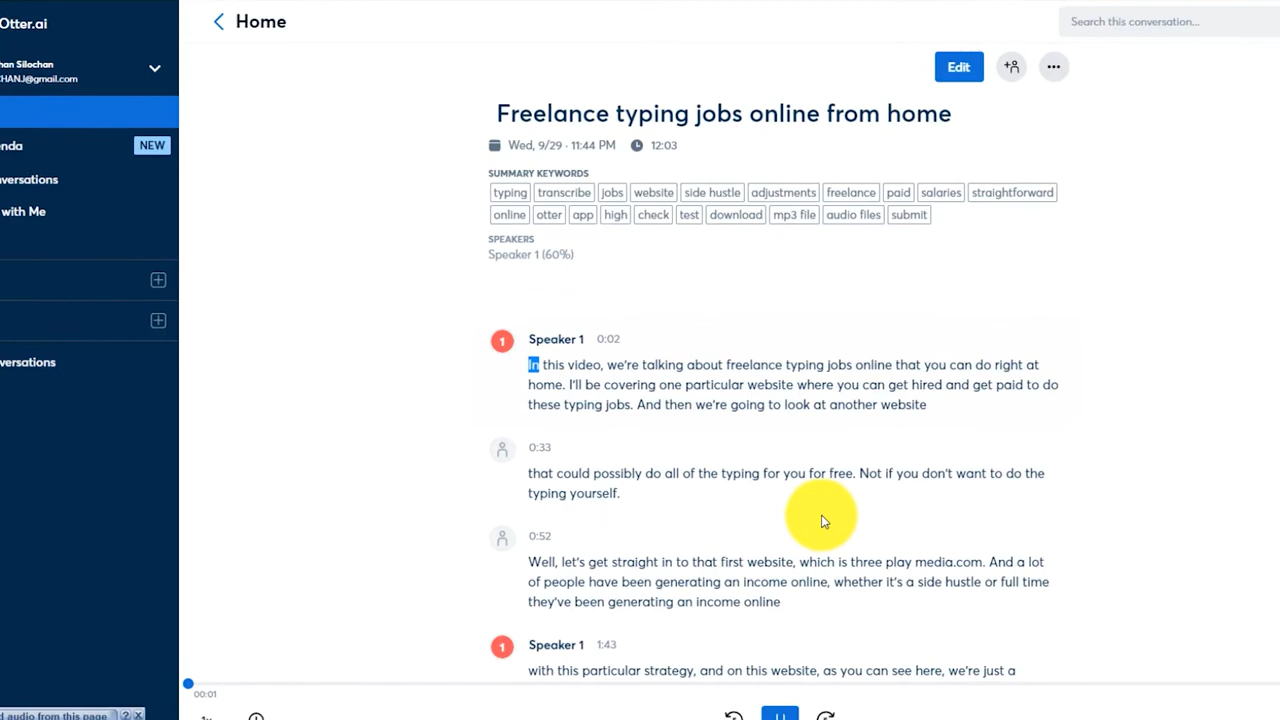 Otter.ai
Home
Search this conversation...
han Silochan
HANJ@gmail.com
Edit
...
Freelance typing jobs online from home
Wed, 9/29 · 11:44 PM 12:03
enda NEW
SUMMARY KEYWORDS
nversations
typing transcribe jobs website side hustle adjustments freelance paid salaries straightforward
with Me
online otter app high check test download mp3 file audio files submit
SPEAKERS
Speaker 1 (60%)
1 Speaker 1 0:02
In this video, we're talking about freelance typing jobs online that you can do right at
home. I'll be covering one particular website where you can get hired and get paid to do
these typing jobs. And then we're going to look at another website
nversations
0:33
that could possibly do all of the typing for you for free. Not if you don't want to do the
typing yourself.
0:52
Well, let's get straight in to that first website, which is three play media.com. And a lot
of people have been generating an income online, whether it's a side hustle or full time
they've been generating an income online
1 Speaker 1 1:43
with this particular strategy, and on this website, as you can see here, we're just a
00:01
d audio from this page ? X